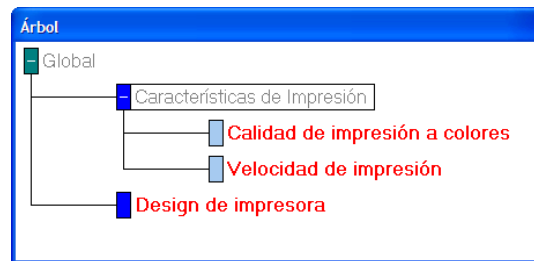 Árbol
Global
Características de Impresión
Calidad de impresión a colores
Velocidad de impresión
Design de impresora